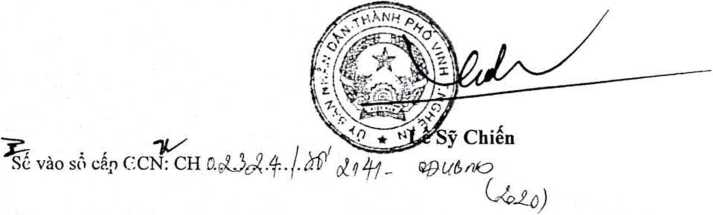 ỦY BAN NHÂN DÂN THÀNH PHỐ VINH NGHỆ AN
Lê Sỹ Chiến
Số vào sổ cấp GCN: CH 02324 / 2141-
(2020)